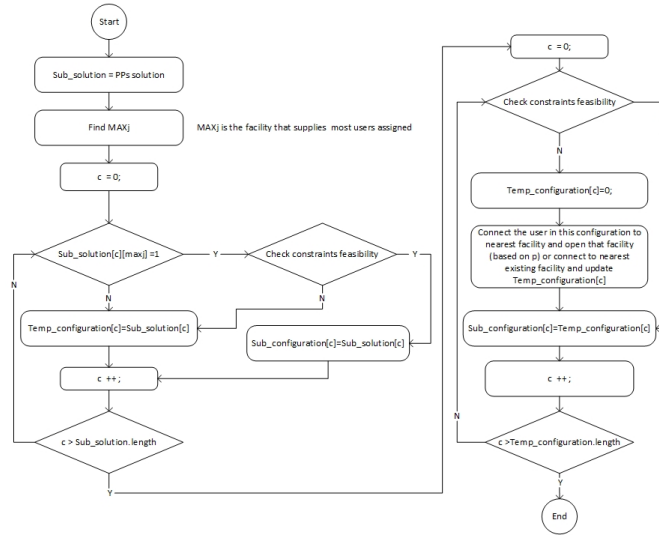 Start
Sub_solution = PPs solution
Find MAXj
MAXj is the facility that supplies most users assigned
c = 0;
Sub_solution[c][maxj] =1
Y
Check constraints feasibility
Y
N
N
N
Temp_configuration[c]=Sub_solution[c]
Sub_configuration[c]=Sub_solution[c]
c ++;
c > Sub_solution.length
Y
c = 0;
Check constraints feasibility
N
Temp_configuration[c]=0;
Connect the user in this configuration to
nearest facility and open that facility
(based on p) or connect to nearest
existing facility and update
Temp_configuration[c]
Sub_configuration[c]=Temp_configuration[c]
c ++;
N
c >Temp_configuration.length
Y
End